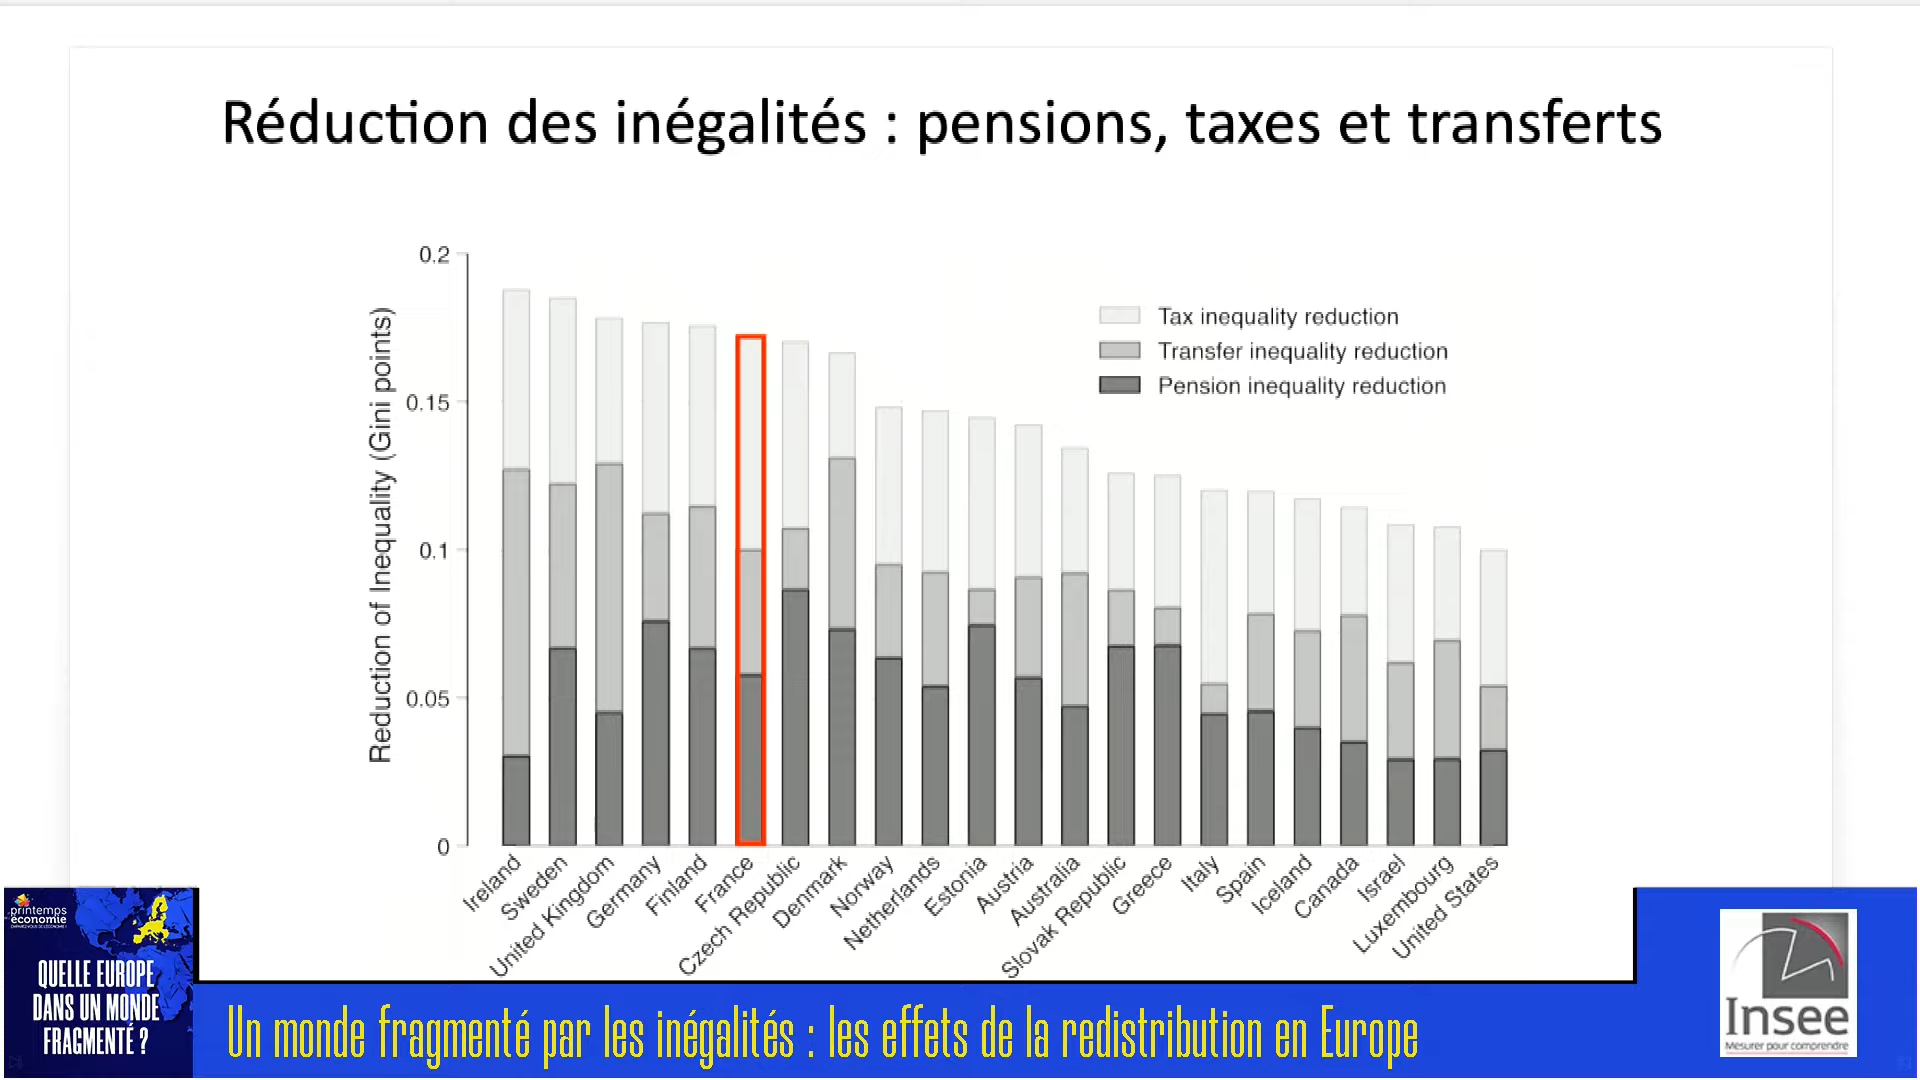 Réduction des inégalités : pensions, taxes et transferts
Reduction of Inequality (Gini points)
0.2
0.15
0.1
0.05
0
Tax inequality reduction
Transfer inequality reduction
Pension inequality reduction
Ireland
Sweden
United Kingdom
Germany
Finland
France
Czech Republic
Denmark
Norway
Netherlands
Estonia
Austria
Australia
Slovak Republic
Greece
Italy
Spain
Iceland
Canada
Israel
Luxembourg
United States
printemps
économie
QUELLE EUROPE
DANS UN MONDE
FRAGMENTÉ ?
Un monde fragmenté par les inégalités : les effets de la redistribution en Europe
Insee
Mesurer pour comprendre